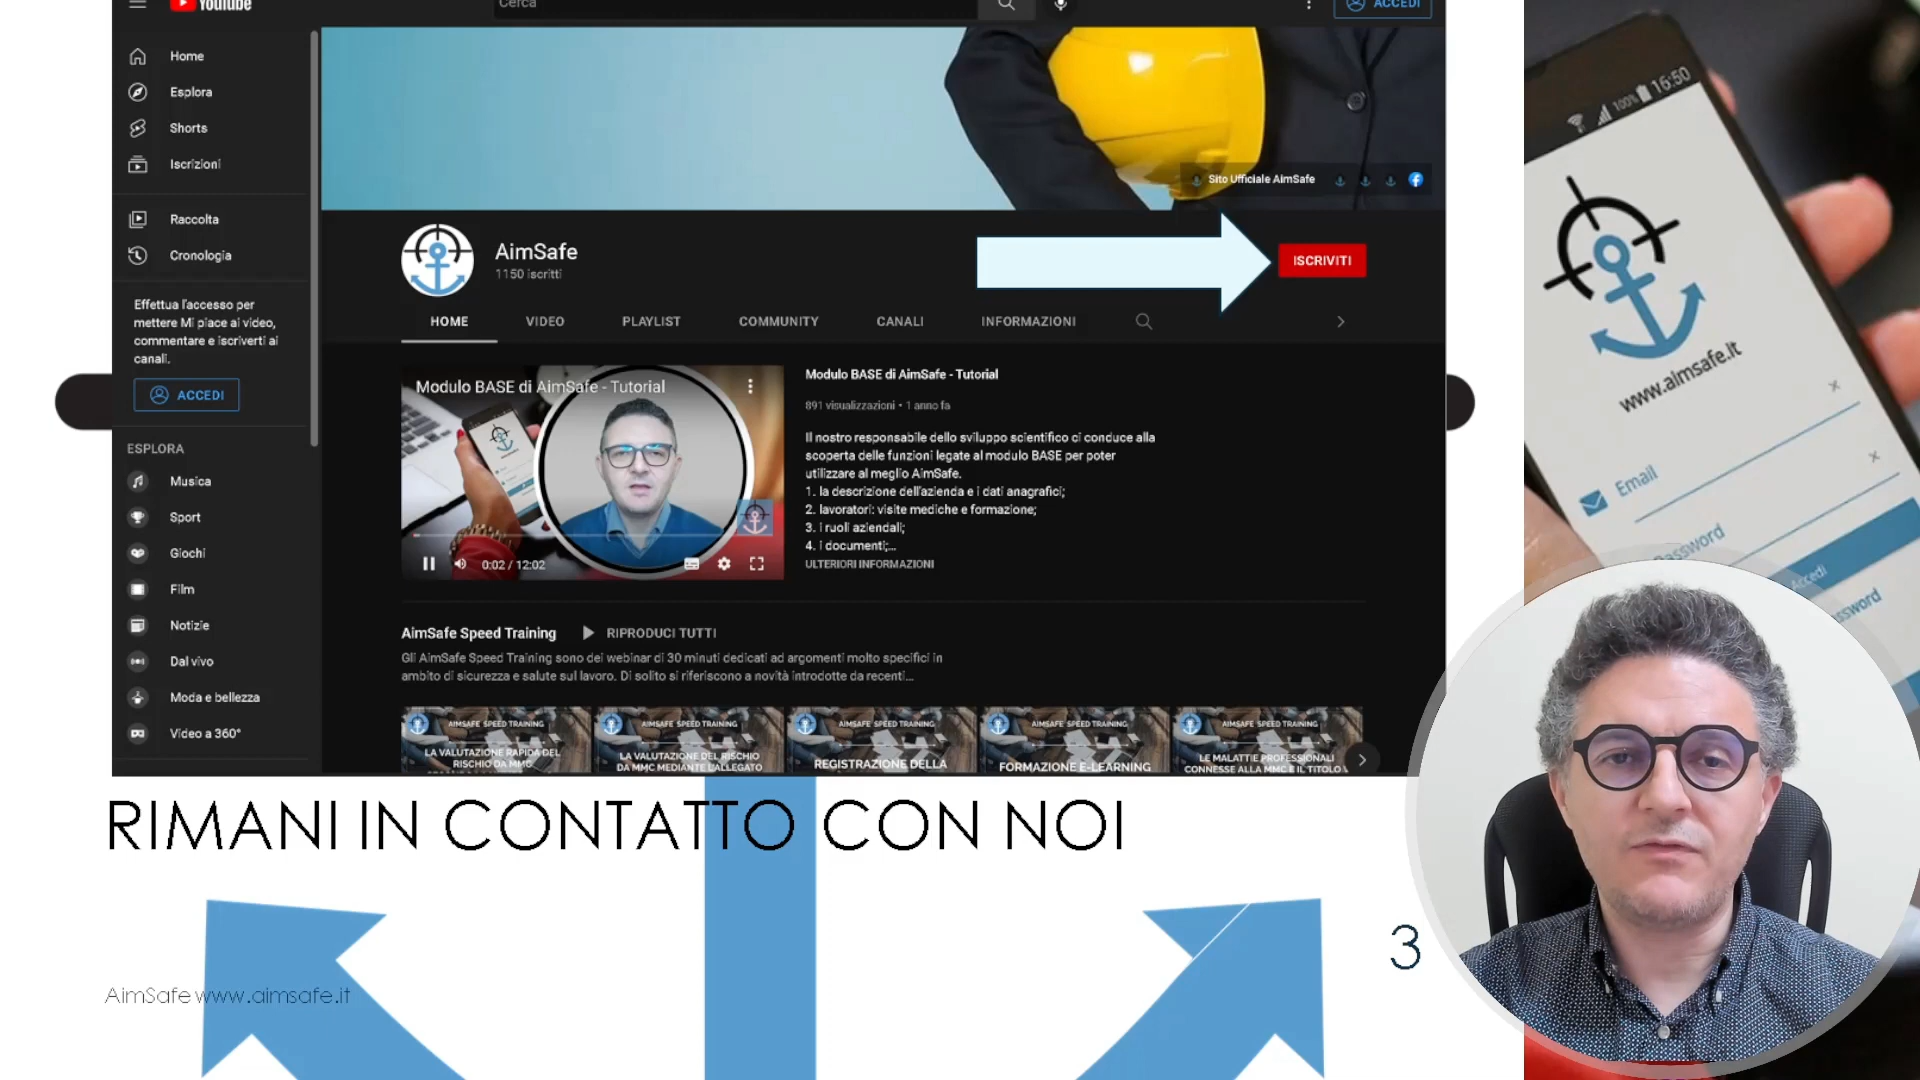 YouTube
Cerca
ACCEDI
Home
Esplora
Shorts
Iscrizioni
Raccolta
Cronologia
Effettua l'accesso per
mettere Mi piace ai video,
commentare e iscriverti ai
canali.
ACCEDI
ESPLORA
Musica
Sport
Giochi
Film
Notizie
Dal vivo
Moda e bellezza
Video a 360°
Sito Ufficiale AimSafe
AimSafe
1150 iscritti
ISCRIVITI
HOME VIDEO PLAYLIST COMMUNITY CANALI INFORMAZIONI
Modulo BASE di AimSafe - Tutorial
0:02 / 12:02
Modulo BASE di AimSafe - Tutorial
891 visualizzazioni • 1 anno fa
Il nostro responsabile dello sviluppo scientifico ci conduce alla
scoperta delle funzioni legate al modulo BASE per poter
utilizzare al meglio AimSafe.
1. la descrizione dell'azienda e i dati anagrafici;
2. lavoratori: visite mediche e formazione;
3. i ruoli aziendali;
4. i documenti;...
ULTERIORI INFORMAZIONI
AimSafe Speed Training RIPRODUCI TUTTI
Gli AimSafe Speed Training sono dei webinar di 30 minuti dedicati ad argomenti molto specifici in
ambito di sicurezza e salute sul lavoro. Di solito si riferiscono a novità introdotte da recenti...
AIMSAFE SPEED TRAINING
LA VALUTAZIONE RAPIDA DEL
RISCHIO DA MMC
AIMSAFE SPEED TRAINING
LA VALUTAZIONE DEL RISCHIO
DA MMC MEDIANTE L'ALLEGATO
AIMSAFE SPEED TRAINING
REGISTRAZIONE DELLA
AIMSAFE SPEED TRAINING
FORMAZIONE E-LEARNING
AIMSAFE SPEED TRAINING
LE MALATTIE PROFESSIONALI
CONNESSE ALLA MMC E IL TITOLO
RIMANI IN CONTATTO CON NOI
3
AimSafe www.aimsafe.it
100% 16:50
www.aimsafe.it
Email
Password
Accedi